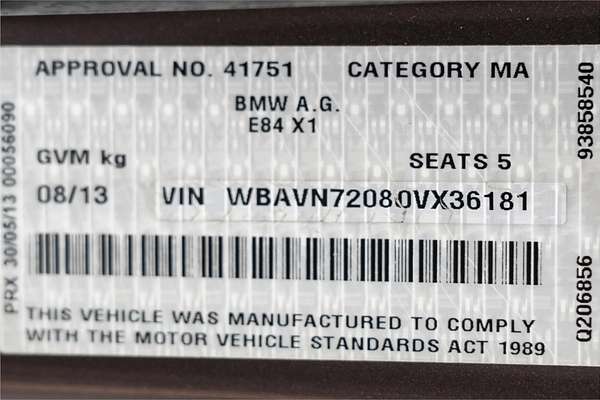 APPROVAL NO. 41751 CATEGORY MA
BMW A.G.
E84 X1
GVM kg SEATS 5
08/13 VIN WBAVN72080VX36181
THIS VEHICLE WAS MANUFACTURED TO COMPLY
WITH THE MOTOR VEHICLE STANDARDS ACT 1989
PRX 30/05/13 00056090
93858540
Q206856